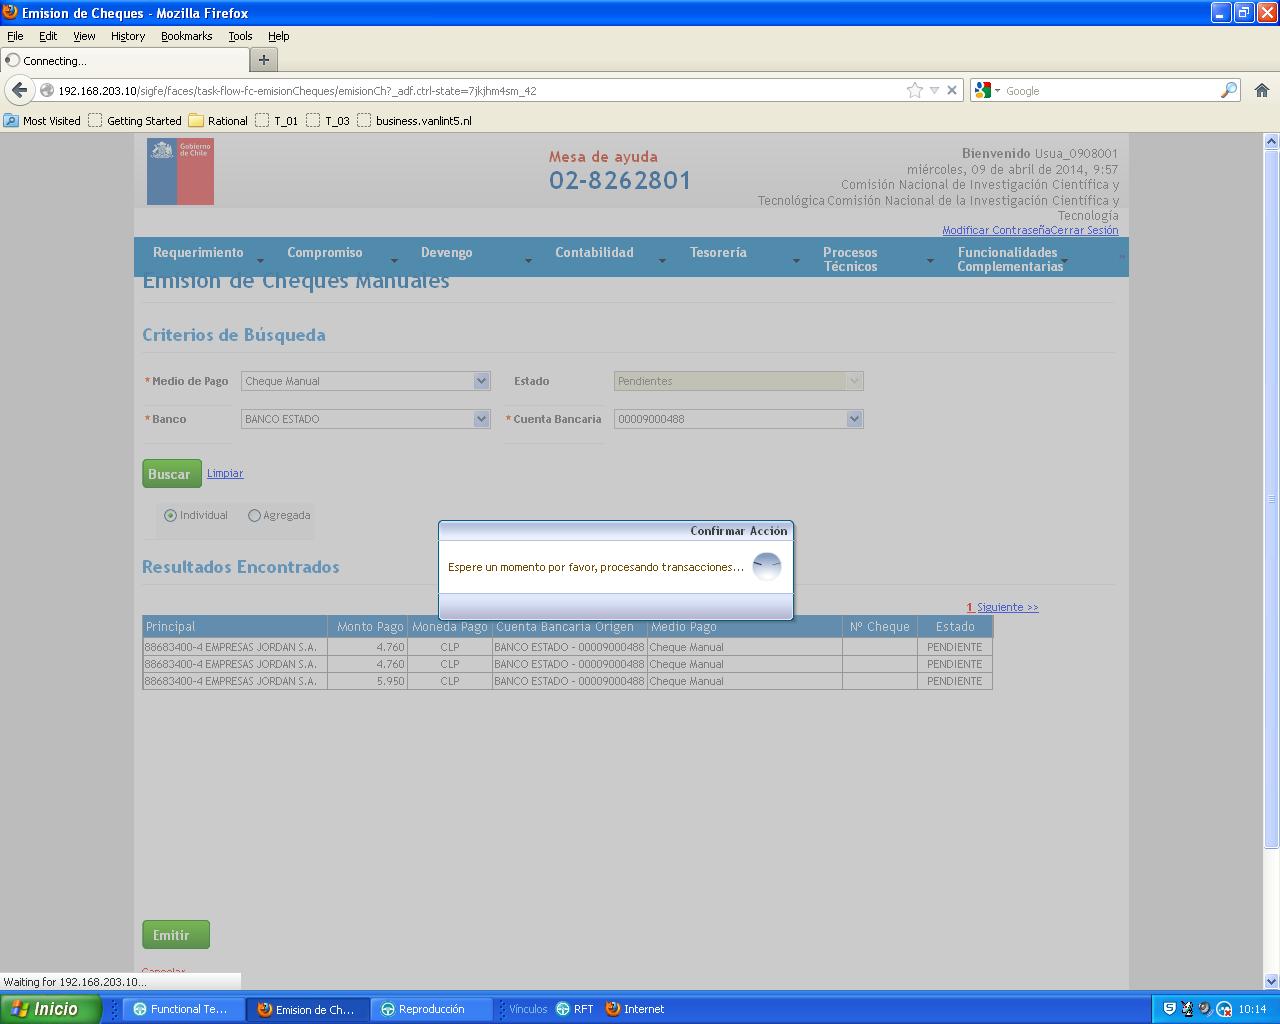 Emision de Cheques - Mozilla Firefox
File Edit View History Bookmarks Tools Help
Connecting...
192.168.203.10/sigfe/faces/task-flow-fc-emisionCheques/emisionCh?_adf.ctrl-state=7jkjhm4sm_42
Google
Most Visited Getting Started Rational T_01 T_03 business.vanlint5.nl
Gobierno de Chile
Mesa de ayuda
02-8262801
Bienvenido Usua_0908001
miércoles, 09 de abril de 2014, 9:57
Comisión Nacional de Investigación Científica y
Tecnológica Comisión Nacional de la Investigación Científica y
Tecnologia
Modificar ContraseñaCerrar Sesión
Requerimiento Compromiso Devengo Contabilidad Tesorería Procesos Técnicos Funcionalidades Complementarias »
Emision de Cheques Manuales
Criterios de Búsqueda
* Medio de Pago Cheque Manual Estado Pendientes
* Banco BANCO ESTADO * Cuenta Bancaria 00009000488
Buscar Limpiar
Individual Agregada
Confirmar Acción
Espere un momento por favor, procesando transacciones...
Resultados Encontrados
1 Siguiente >>
Principal Monto Pago Moneda Pago Cuenta Bancaria Origen Medio Pago Nº Cheque Estado
88683400-4 EMPRESAS JORDAN S.A. 4.760 CLP BANCO ESTADO - 00009000488 Cheque Manual PENDIENTE
88683400-4 EMPRESAS JORDAN S.A. 4.760 CLP BANCO ESTADO - 00009000488 Cheque Manual PENDIENTE
88683400-4 EMPRESAS JORDAN S.A. 5.950 CLP BANCO ESTADO - 00009000488 Cheque Manual PENDIENTE
Emitir
Cancelar
Waiting for 192.168.203.10...
Inicio Functional Te... Emision de Ch... Reproducción Vínculos RFT Internet 10:14